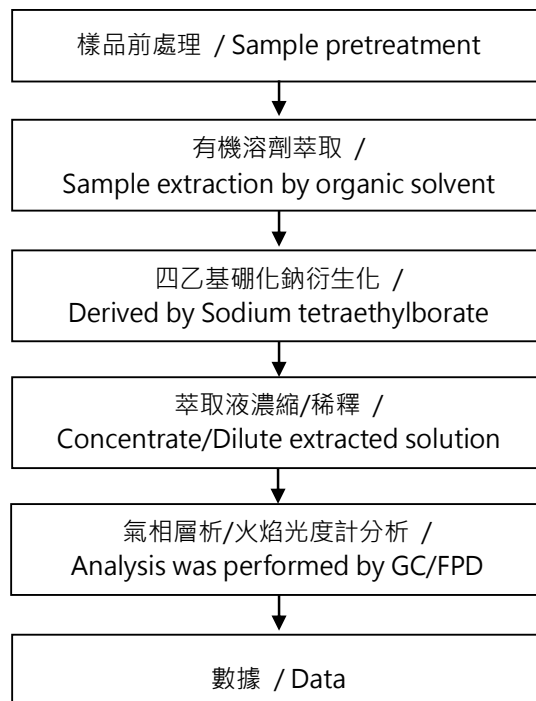 樣品前處理 / Sample pretreatment
有機溶劑萃取 /
Sample extraction by organic solvent
四乙基硼化鈉衍生化 /
Derived by Sodium tetraethylborate
萃取液濃縮/稀釋 /
Concentrate/Dilute extracted solution
氣相層析/火焰光度計分析 /
Analysis was performed by GC/FPD
數據 / Data